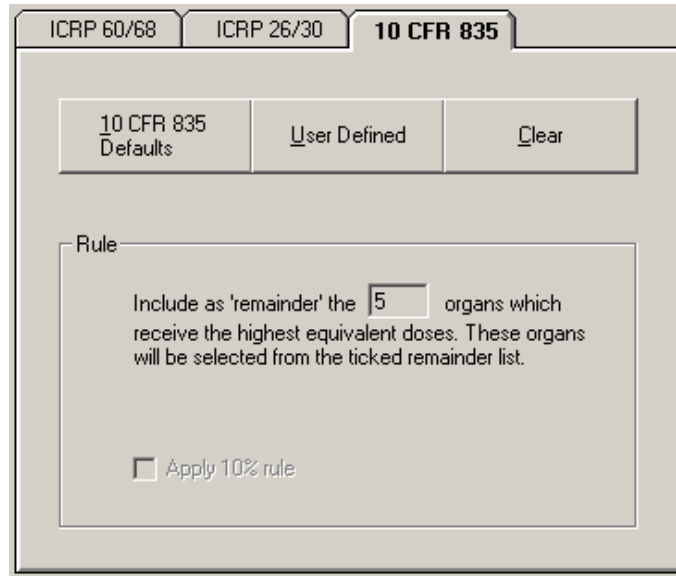 ICRP 60/68 ICRP 26/30 10 CFR 835
10 CFR 835
Defaults
User Defined
Clear
Rule
Include as 'remainder' the 5 organs which
receive the highest equivalent doses. These organs
will be selected from the ticked remainder list.
Apply 10% rule